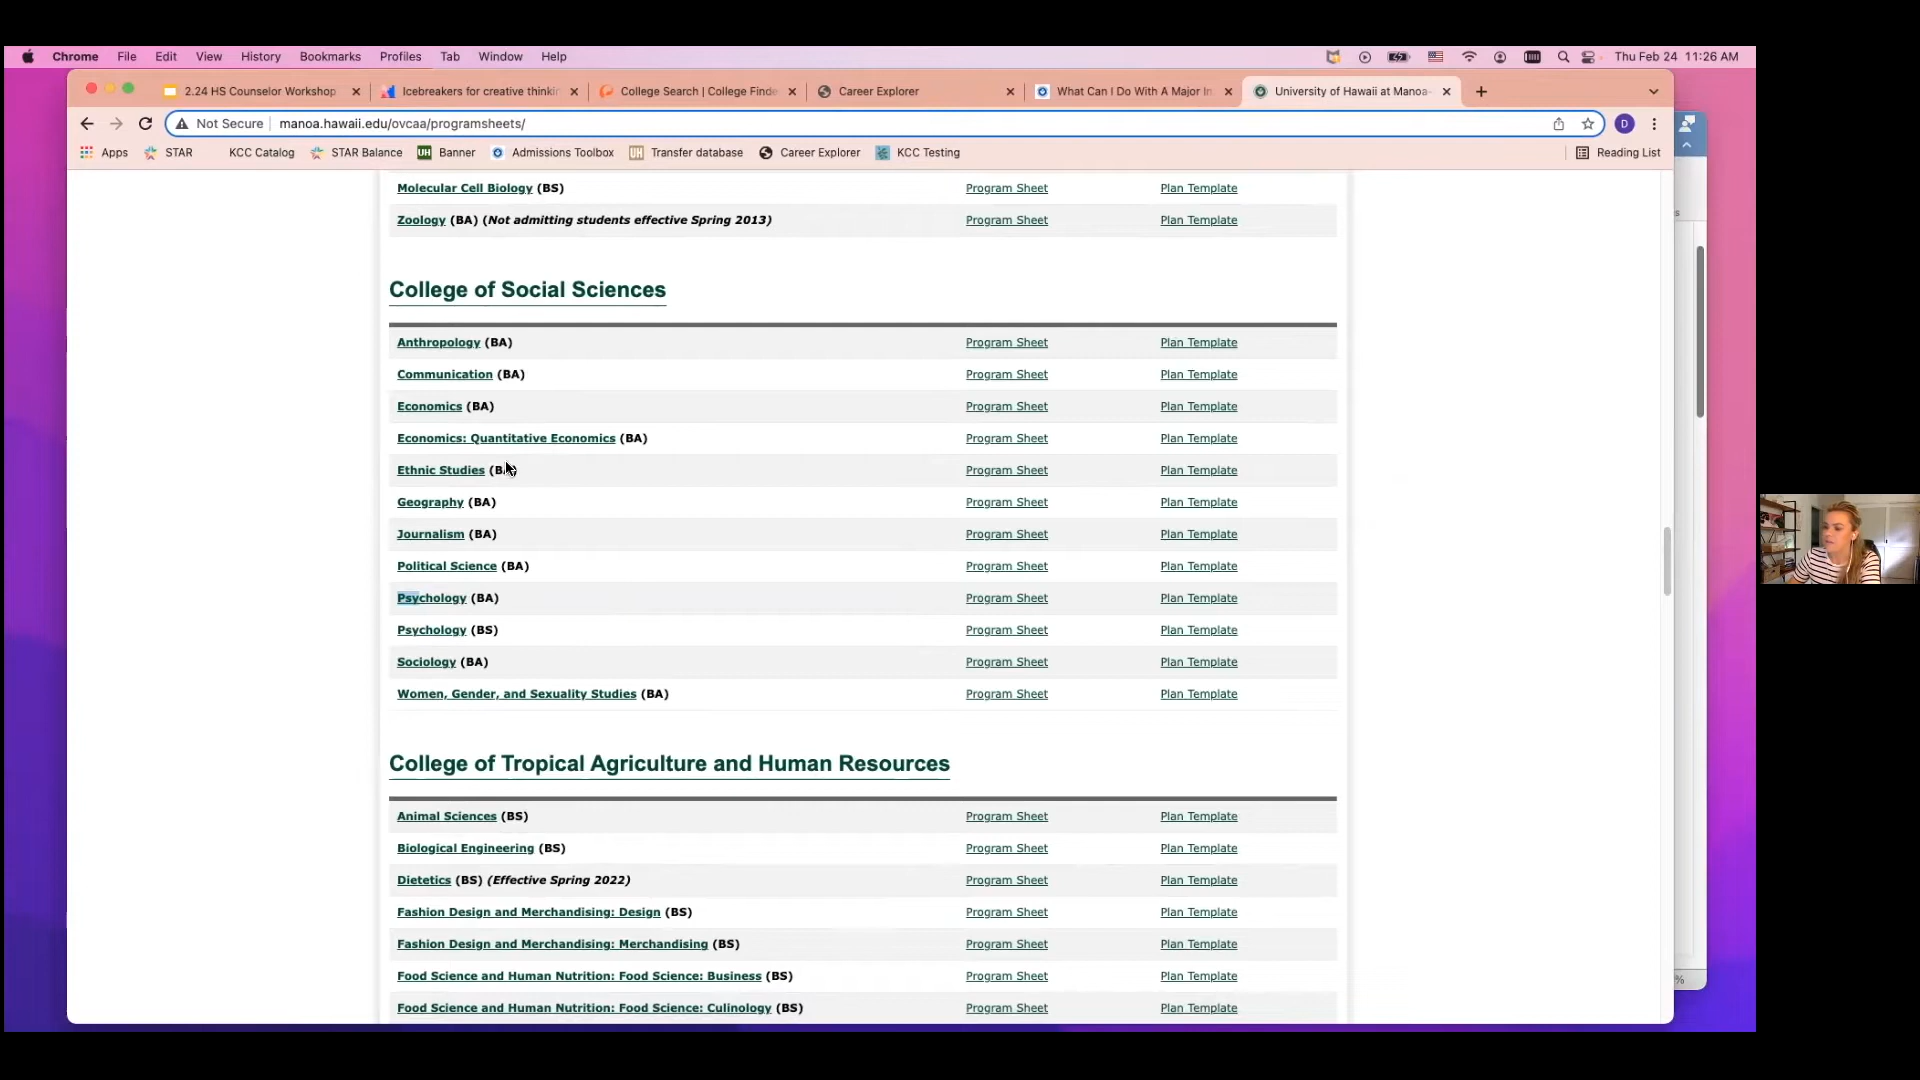 Chrome File Edit View History Bookmarks Profiles Tab Window Help Thu Feb 24 11:26 AM
2.24 HS Counselor Workshop Icebreakers for creative thinkin College Search | College Finde Career Explorer What Can I Do With A Major In University of Hawaii at Manoa-
Not Secure manoa.hawaii.edu/ovcaa/programsheets/ D
Apps STAR KCC Catalog STAR Balance UH Banner Admissions Toolbox UH Transfer database Career Explorer KCC Testing Reading List
Molecular Cell Biology (BS) Program Sheet Plan Template
Zoology (BA) (Not admitting students effective Spring 2013) Program Sheet Plan Template
College of Social Sciences
Anthropology (BA) Program Sheet Plan Template
Communication (BA) Program Sheet Plan Template
Economics (BA) Program Sheet Plan Template
Economics: Quantitative Economics (BA) Program Sheet Plan Template
Ethnic Studies Program Sheet Plan Template
Geography (BA) Program Sheet Plan Template
Journalism (BA) Program Sheet Plan Template
Political Science (BA) Program Sheet Plan Template
Psychology (BA) Program Sheet Plan Template
Psychology (BS) Program Sheet Plan Template
Sociology (BA) Program Sheet Plan Template
Women, Gender, and Sexuality Studies (BA) Program Sheet Plan Template
College of Tropical Agriculture and Human Resources
Animal Sciences (BS) Program Sheet Plan Template
Biological Engineering (BS) Program Sheet Plan Template
Dietetics (BS) (Effective Spring 2022) Program Sheet Plan Template
Fashion Design and Merchandising: Design (BS) Program Sheet Plan Template
Fashion Design and Merchandising: Merchandising (BS) Program Sheet Plan Template
Food Science and Human Nutrition: Food Science: Business (BS) Program Sheet Plan Template
Food Science and Human Nutrition: Food Science: Culinology (BS) Program Sheet Plan Template